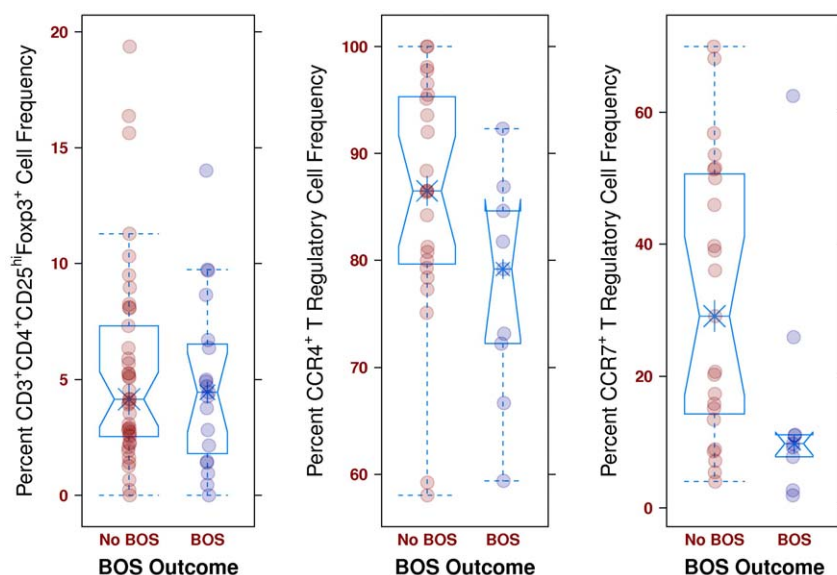 Percent CD3⁺CD4⁺CD25ʰⁱFoxp3⁺ Cell Frequency
20
15
10
5
0
No BOS BOS
BOS Outcome
Percent CCR4⁺ T Regulatory Cell Frequency
100
90
80
70
60
No BOS BOS
BOS Outcome
Percent CCR7⁺ T Regulatory Cell Frequency
60
40
20
0
No BOS BOS
BOS Outcome